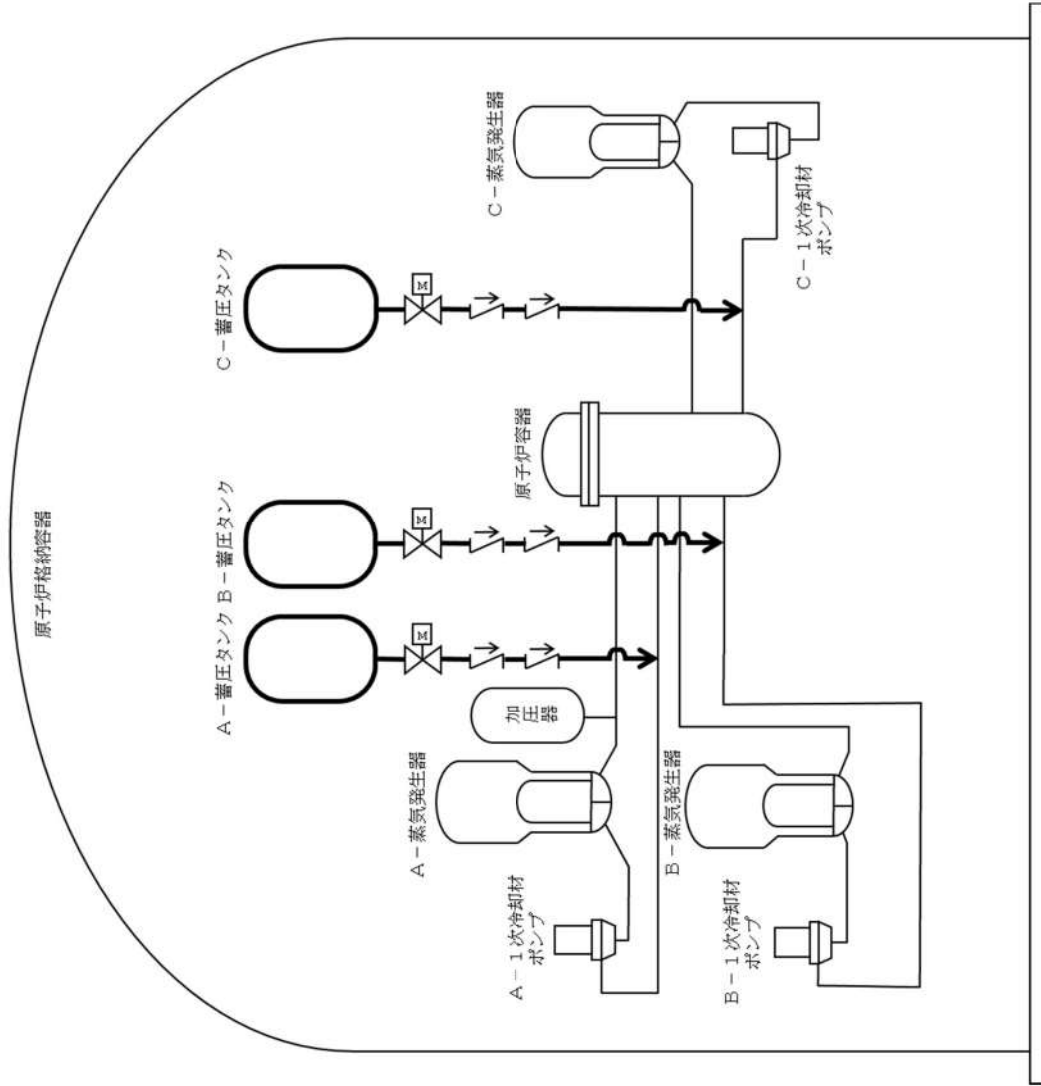 原子炉格納容器
A－蓄圧タンク
B－蓄圧タンク
C－蓄圧タンク
M
M
M
加
圧
器
原子炉容器
A－蒸気発生器
B－蒸気発生器
C－蒸気発生器
A－1次冷却材
ポンプ
B－1次冷却材
ポンプ
C－1次冷却材
ポンプ